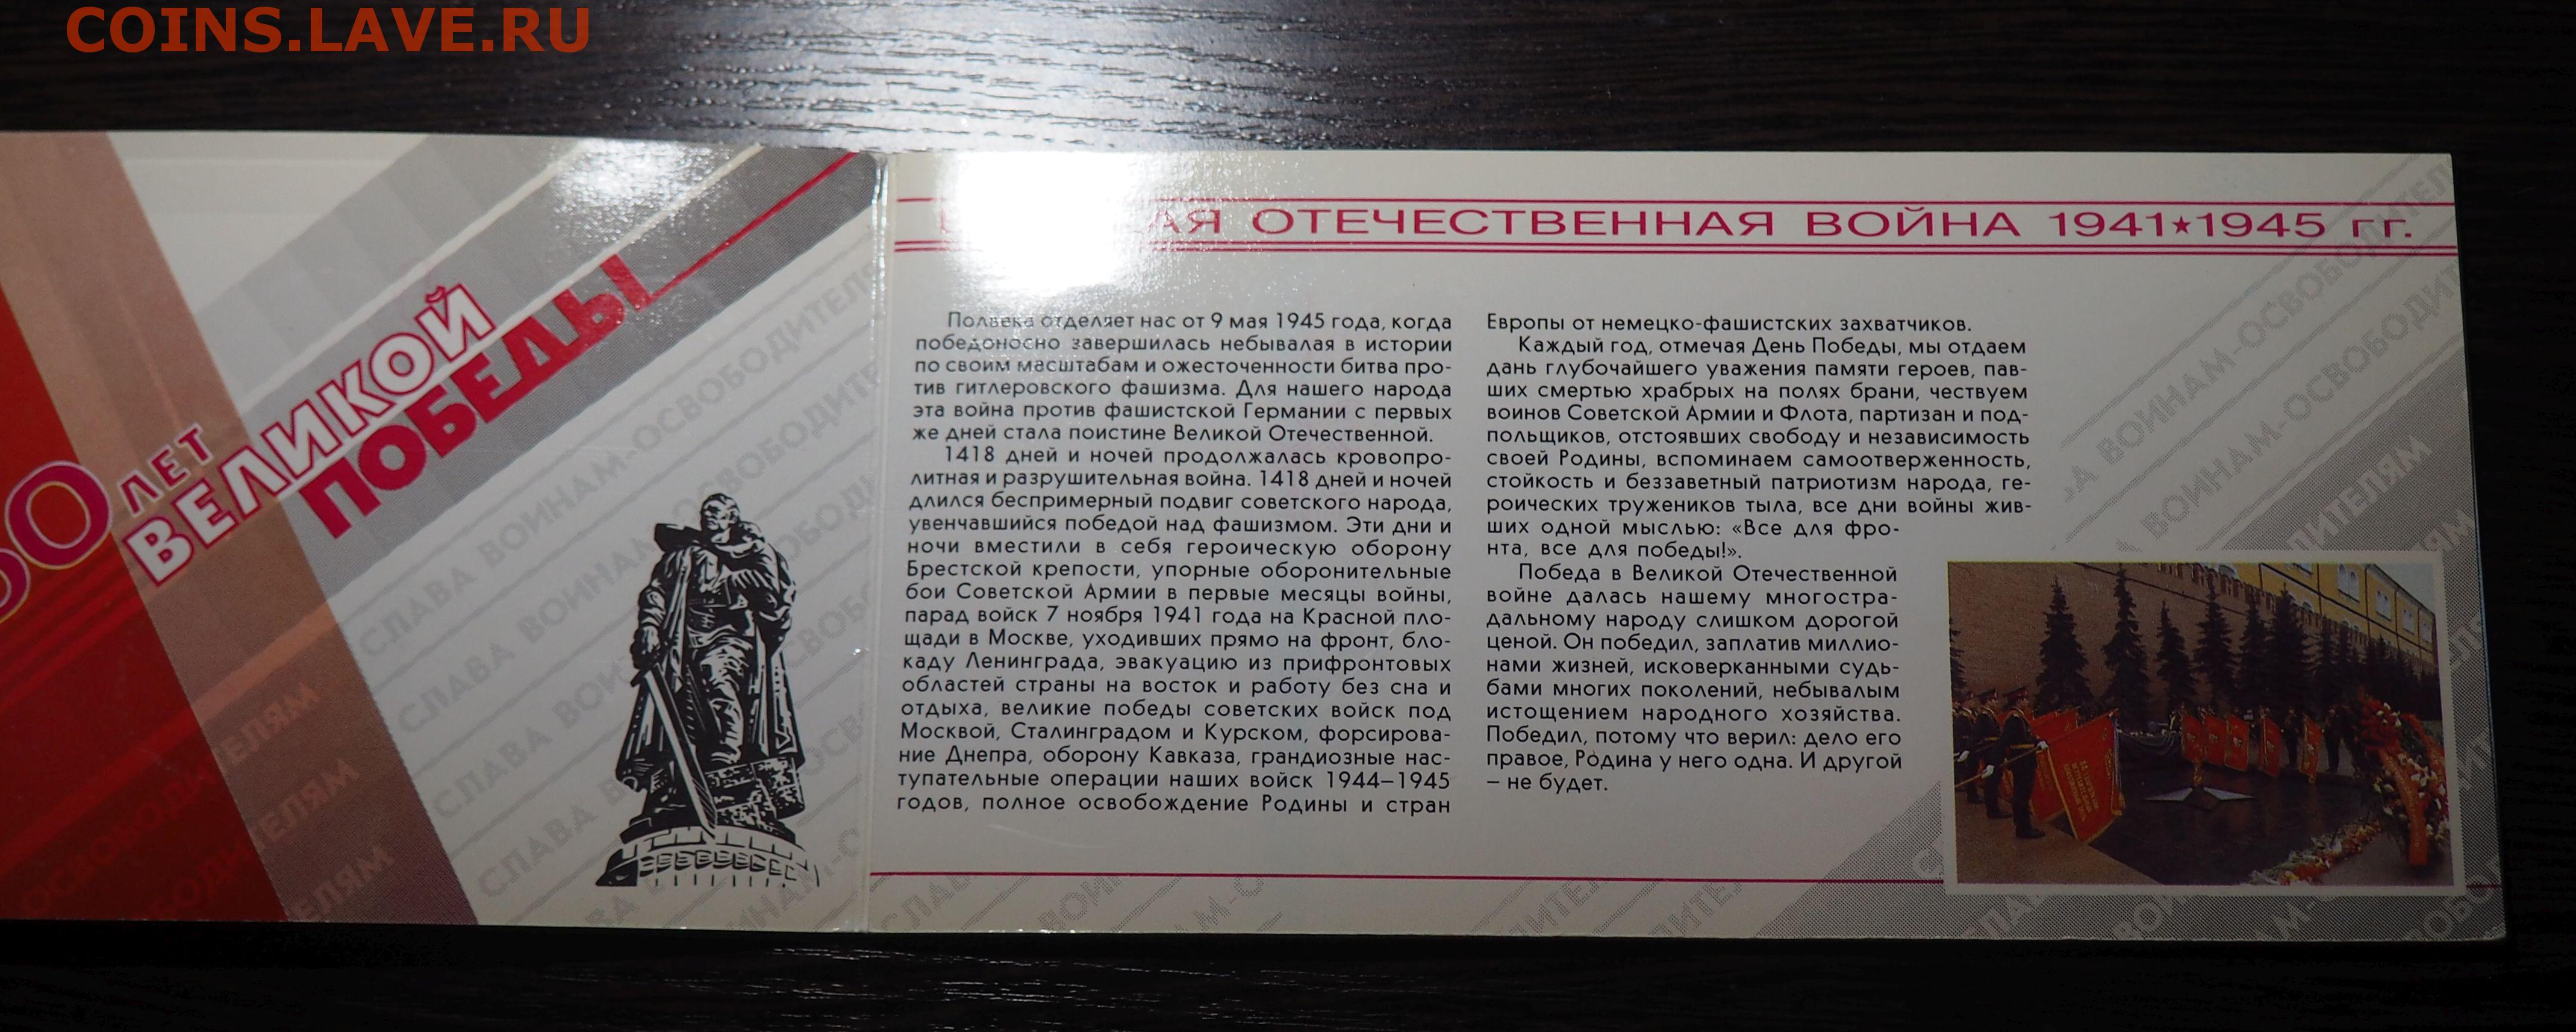 COINS.LAVE.RU
50 ЛЕТ
ВЕЛИКОЙ
ПОБЕДЫ
ОТЕЧЕСТВЕННАЯ ВОЙНА 1941★1945 гг.
Полвека отделяет нас от 9 мая 1945 года, когда
победоносно завершилась небывалая в истории
по своим масштабам и ожесточенности битва про-
тив гитлеровского фашизма. Для нашего народа
эта война против фашистской Германии с первых
же дней стала поистине Великой Отечественной.
1418 дней и ночей продолжалась кровопро-
литная и разрушительная война. 1418 дней и ночей
длился беспримерный подвиг советского народа,
увенчавшийся победой над фашизмом. Эти дни и
ночи вместили в себя героическую оборону
Брестской крепости, упорные оборонительные
бои Советской Армии в первые месяцы войны,
парад войск 7 ноября 1941 года на Красной пло-
щади в Москве, уходивших прямо на фронт, бло-
каду Ленинграда, эвакуацию из прифронтовых
областей страны на восток и работу без сна и
отдыха, великие победы советских войск под
Москвой, Сталинградом и Курском, форсирова-
ние Днепра, оборону Кавказа, грандиозные нас-
тупательные операции наших войск 1944–1945
годов, полное освобождение Родины и стран
Европы от немецко-фашистских захватчиков.
Каждый год, отмечая День Победы, мы отдаем
дань глубочайшего уважения памяти героев, пав-
ших смертью храбрых на полях брани, чествуем
воинов Советской Армии и Флота, партизан и под-
польщиков, отстоявших свободу и независимость
своей Родины, вспоминаем самоотверженность,
стойкость и беззаветный патриотизм народа, ге-
роических тружеников тыла, все дни войны жив-
ших одной мыслью: «Все для фро-
нта, все для победы!».
Победа в Великой Отечественной
войне далась нашему многостра-
дальному народу слишком дорогой
ценой. Он победил, заплатив миллио-
нами жизней, исковерканными судь-
бами многих поколений, небывалым
истощением народного хозяйства.
Победил, потому что верил: дело его
правое, Родина у него одна. И другой
– не будет.
СЛАВА ВОИНАМ-ОСВОБОДИТЕЛЯМ